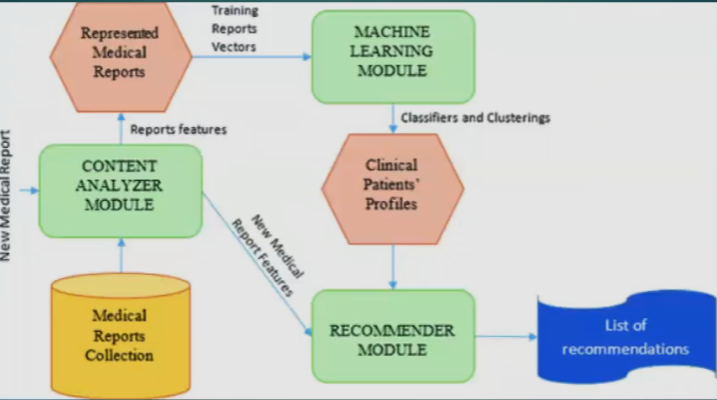 Training
Reports
Vectors
Represented
Medical
Reports
MACHINE
LEARNING
MODULE
Classifiers and Clusterings
Reports features
New Medical Report
CONTENT
ANALYZER
MODULE
Clinical
Patients'
Profiles
New Medical
Report Features
Medical
Reports
Collection
RECOMMENDER
MODULE
List of
recommendations